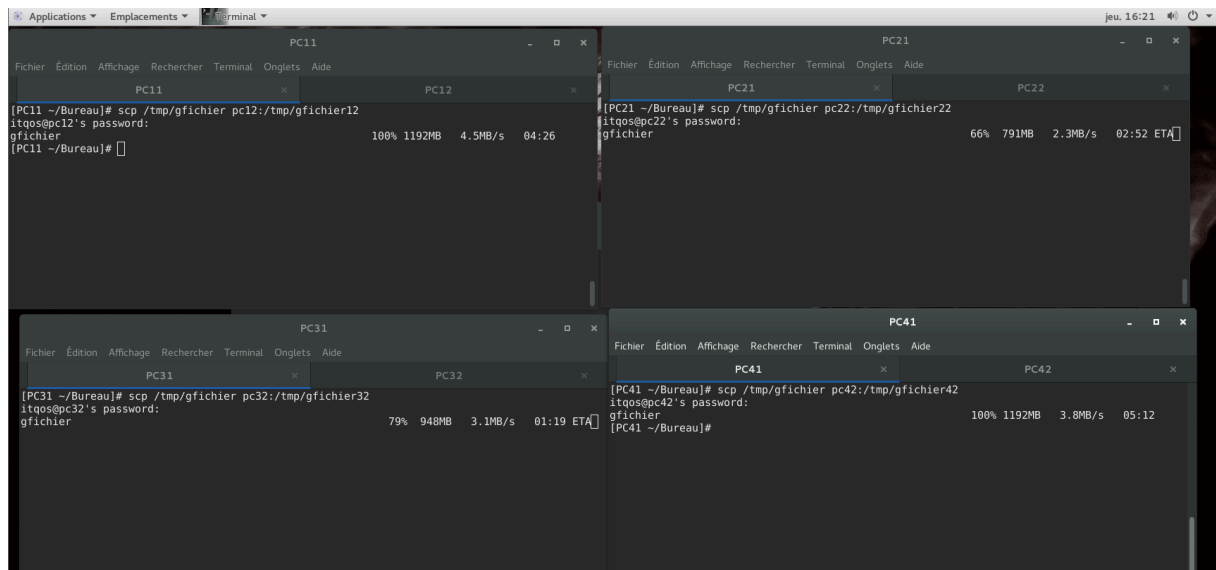 Applications Emplacements Terminal jeu. 16:21
PC11
Fichier Édition Affichage Rechercher Terminal Onglets Aide
PC11 PC12
[PC11 ~/Bureau]# scp /tmp/gfichier pc12:/tmp/gfichier12
itqos@pc12's password:
gfichier 100% 1192MB 4.5MB/s 04:26
[PC11 ~/Bureau]#
PC21
Fichier Édition Affichage Rechercher Terminal Onglets Aide
PC21 PC22
[PC21 ~/Bureau]# scp /tmp/gfichier pc22:/tmp/gfichier22
itqos@pc22's password:
gfichier 66% 791MB 2.3MB/s 02:52 ETA
PC31
Fichier Édition Affichage Rechercher Terminal Onglets Aide
PC31 PC32
[PC31 ~/Bureau]# scp /tmp/gfichier pc32:/tmp/gfichier32
itqos@pc32's password:
gfichier 79% 948MB 3.1MB/s 01:19 ETA
PC41
Fichier Édition Affichage Rechercher Terminal Onglets Aide
PC41 PC42
[PC41 ~/Bureau]# scp /tmp/gfichier pc42:/tmp/gfichier42
itqos@pc42's password:
gfichier 100% 1192MB 3.8MB/s 05:12
[PC41 ~/Bureau]#